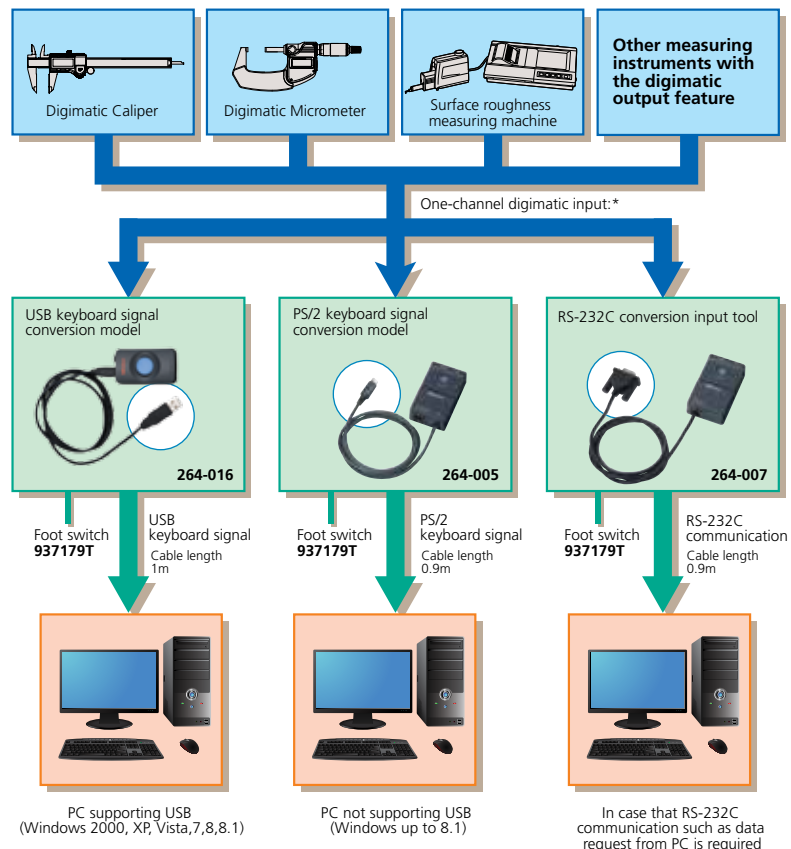 Digimatic Caliper
Digimatic Micrometer
Surface roughness
measuring machine
Other measuring
instruments with
the digimatic
output feature
One-channel digimatic input:*
USB keyboard signal
conversion model
264-016
PS/2 keyboard signal
conversion model
264-005
RS-232C conversion input tool
264-007
Foot switch
937179T
USB
keyboard signal
Cable length
1m
Foot switch
937179T
PS/2
keyboard signal
Cable length
0.9m
Foot switch
937179T
RS-232C
communication
Cable length
0.9m
PC supporting USB
(Windows 2000, XP, Vista,7,8,8.1)
PC not supporting USB
(Windows up to 8.1)
In case that RS-232C
communication such as data
request from PC is required